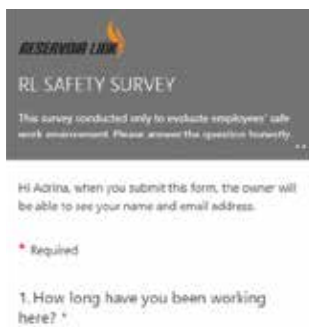 RESERVOIR LINK
RL SAFETY SURVEY
This survey conducted only to evaluate employees' safe
work environment. Please answer the question honestly.
Hi Adrina, when you submit this form, the owner will
be able to see your name and email address.
* Required
1. How long have you been working
here? *